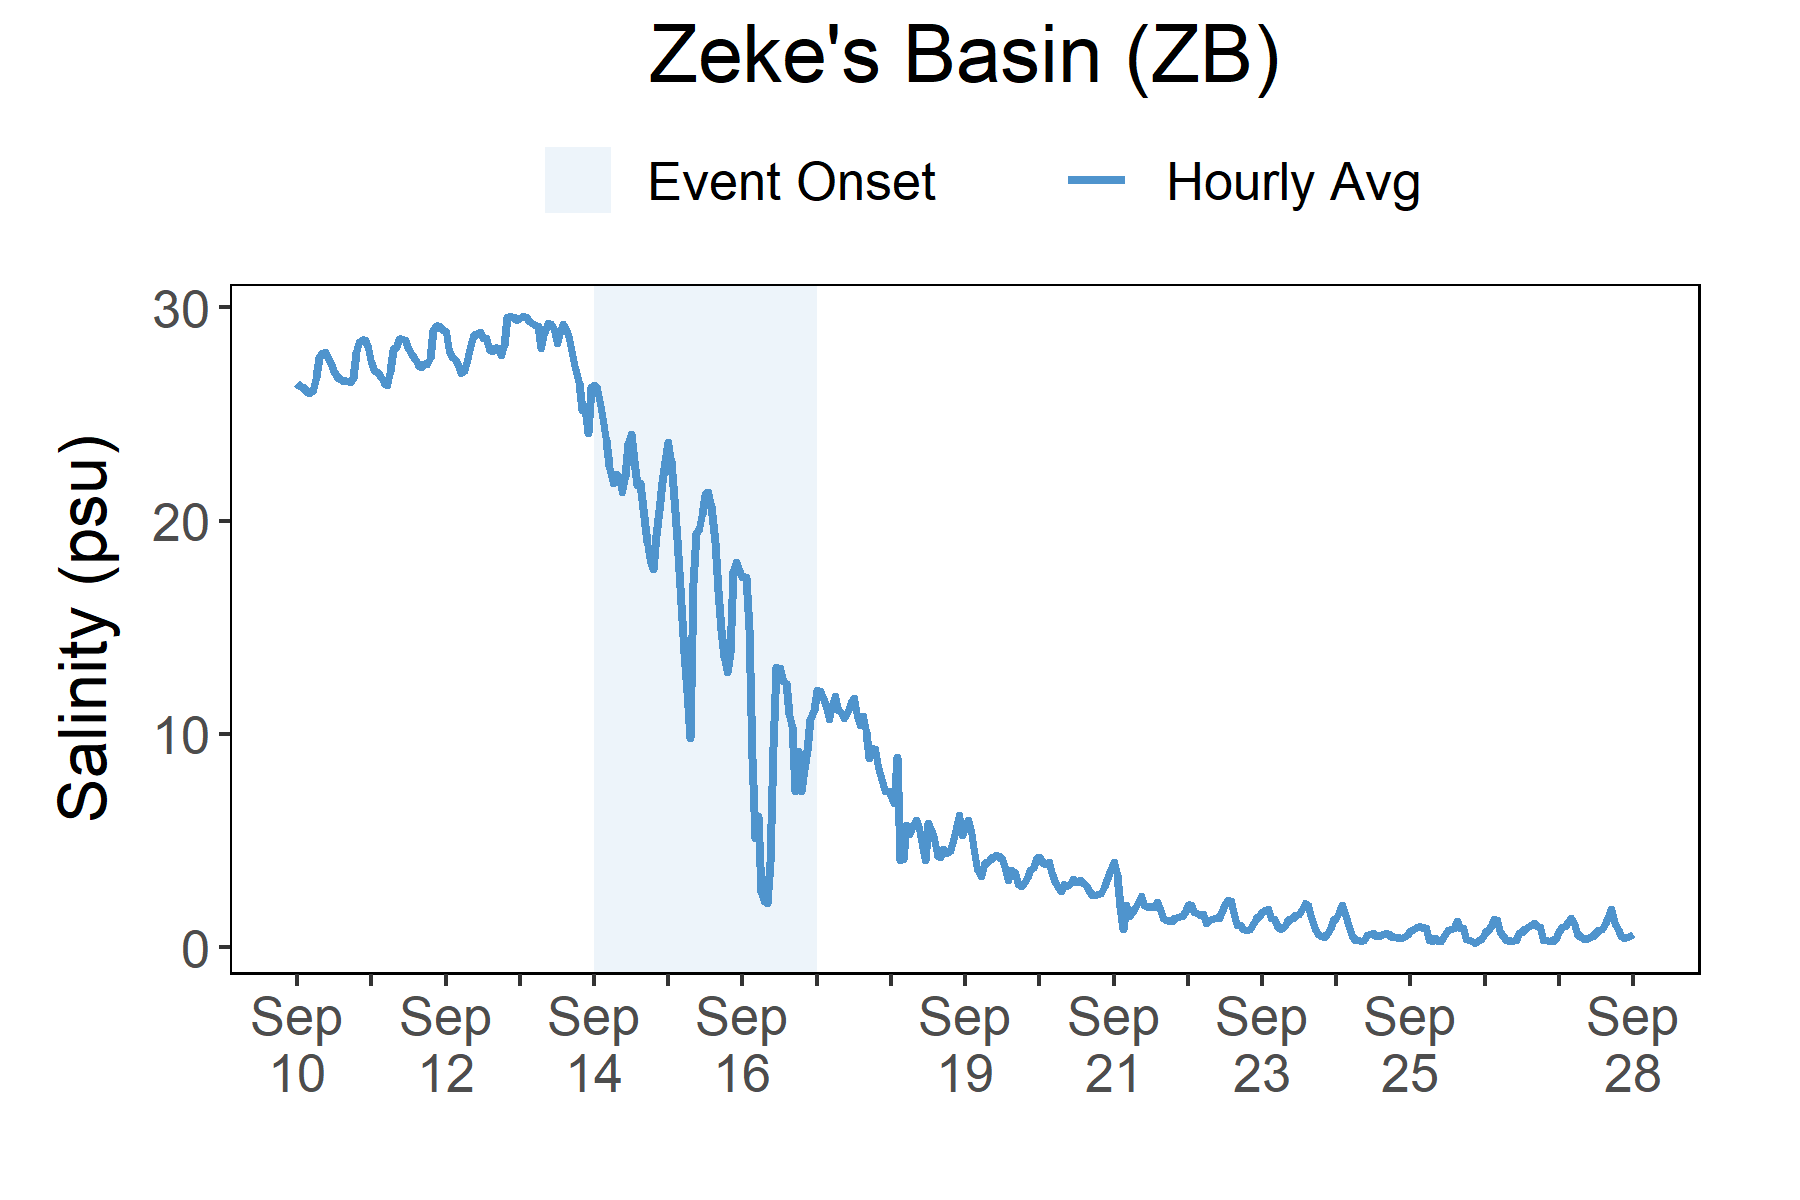 Zeke's Basin (ZB)
Event Onset Hourly Avg
Salinity (psu)
30
20
10
0
Sep Sep Sep Sep Sep Sep Sep Sep Sep
10 12 14 16 19 21 23 25 28